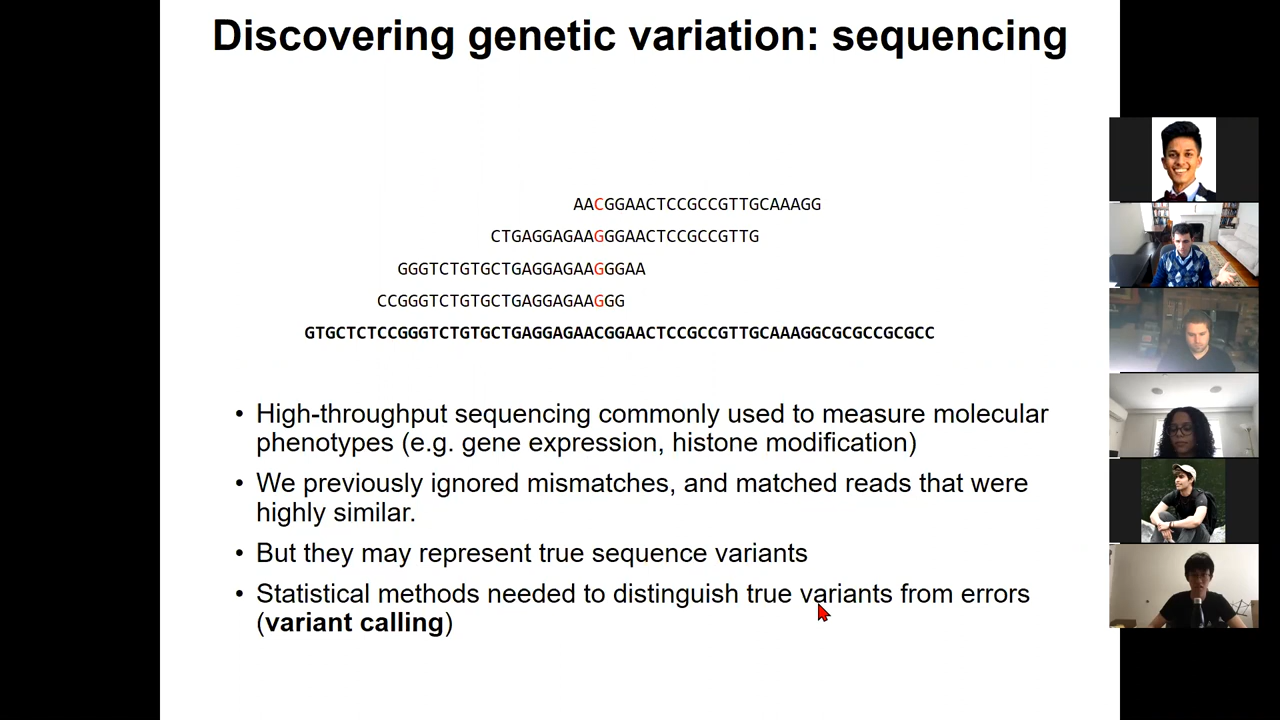 Discovering genetic variation: sequencing
AACGGAACTCCGCCGTTGCAAAGG
CTGAGGAGAAGGGAACTCCGCCGTTG
GGGTCTGTGCTGAGGAGAAGGGAA
CCGGGTCTGTGCTGAGGAGAAGGG
GTGCTCTCCGGGTCTGTGCTGAGGAGAACGGAACTCCGCCGTTGCAAAGGCGCGCCGCGCC
• High-throughput sequencing commonly used to measure molecular
phenotypes (e.g. gene expression, histone modification)
• We previously ignored mismatches, and matched reads that were
highly similar.
• But they may represent true sequence variants
• Statistical methods needed to distinguish true variants from errors
(variant calling)